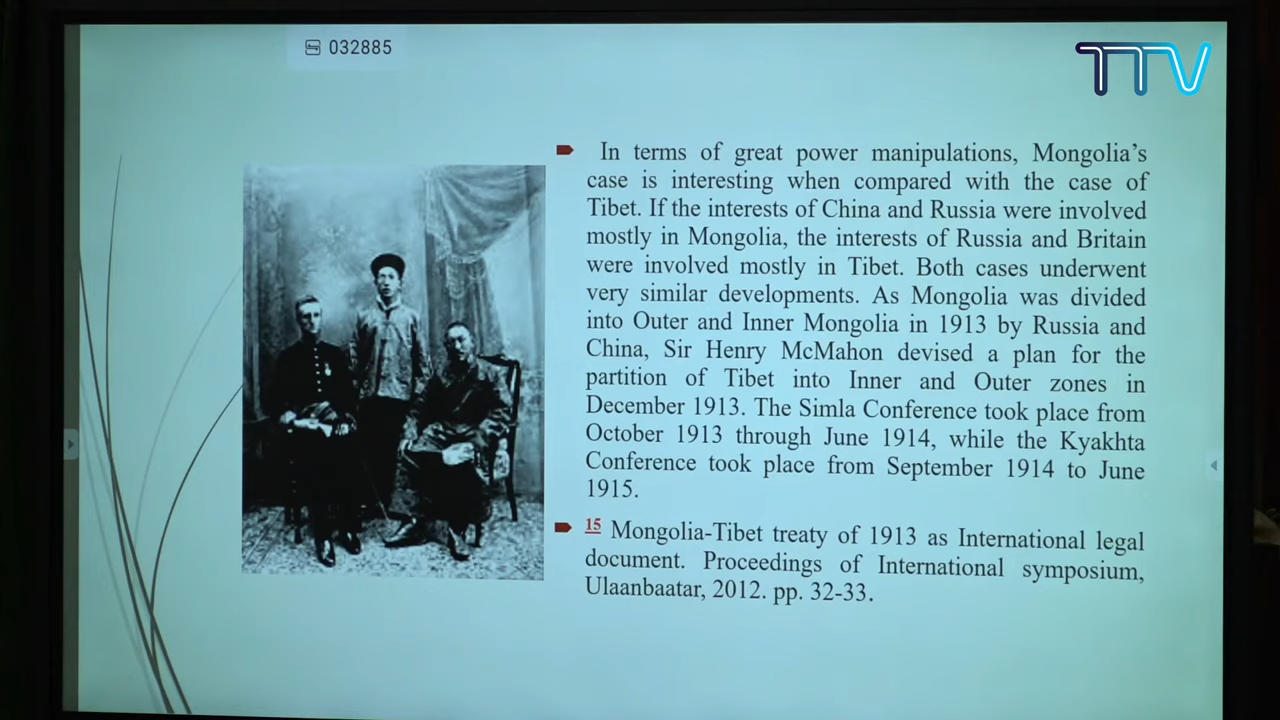 032885
TTV
In terms of great power manipulations, Mongolia's
case is interesting when compared with the case of
Tibet. If the interests of China and Russia were involved
mostly in Mongolia, the interests of Russia and Britain
were involved mostly in Tibet. Both cases underwent
very similar developments. As Mongolia was divided
into Outer and Inner Mongolia in 1913 by Russia and
China, Sir Henry McMahon devised a plan for the
partition of Tibet into Inner and Outer zones in
December 1913. The Simla Conference took place from
October 1913 through June 1914, while the Kyakhta
Conference took place from September 1914 to June
1915.
15 Mongolia-Tibet treaty of 1913 as International legal
document. Proceedings of International symposium,
Ulaanbaatar, 2012. pp. 32-33.